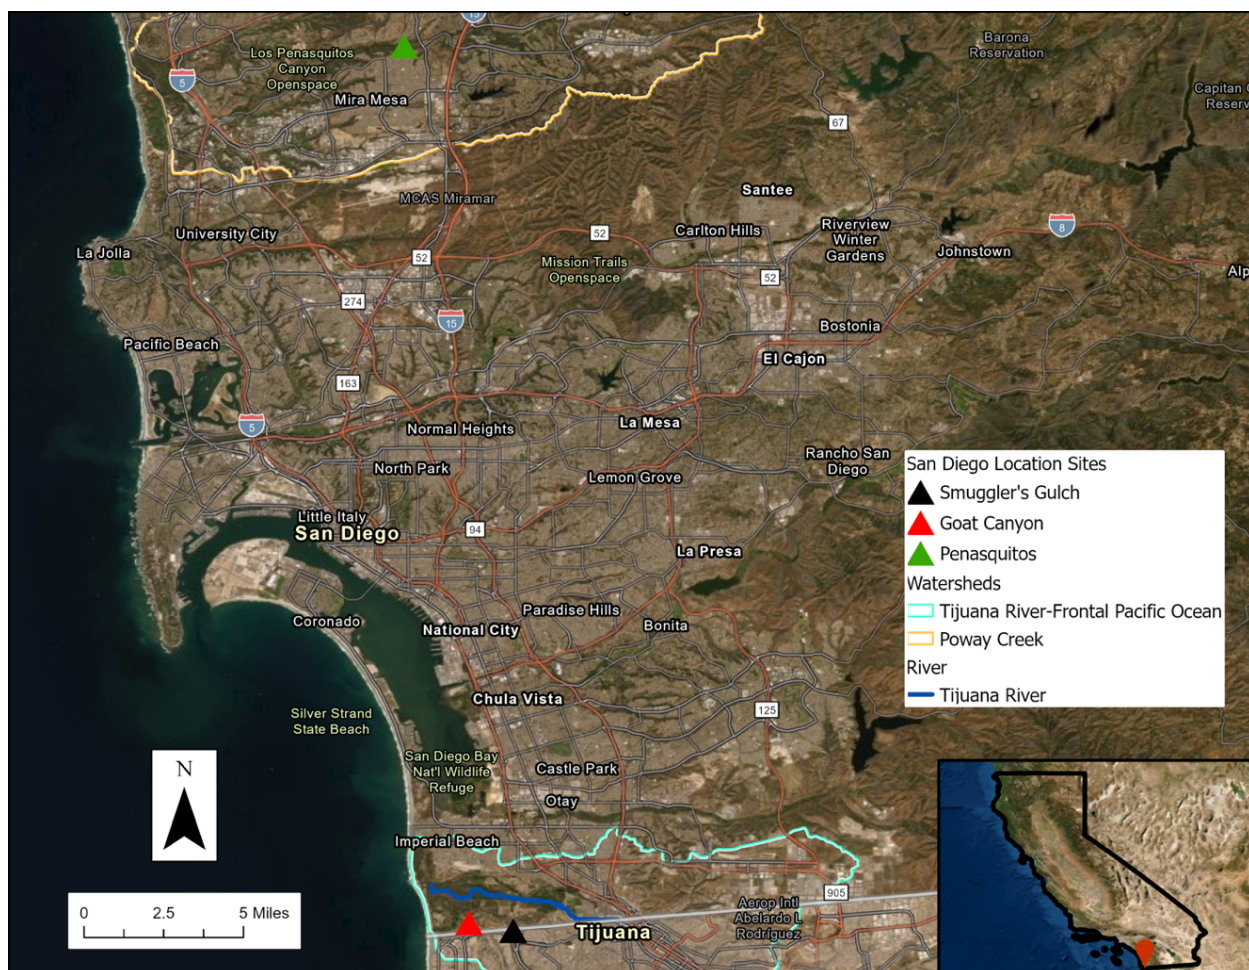 15
Barona
Reservation
Los Penasquitos
Canyon
Openspace
5
Capitan G
Reserv
Mira Mesa
67
MCAS Miramar
Santee
University City
La Jolla
52
52
Carlton Hills
Riverview
Winter
Gardens
8
Johnstown
Mission Trails
Openspace
52
Alp
274
15
Pacific Beach
Bostonia
El Cajon
163
5
Normal Heights
La Mesa
North Park
Lemon Grove
Rancho San
Diego
Little Italy
San Diego
94
La Presa
Coronado
Paradise Hills
National City
Bonita
Chula Vista
125
Silver Strand
State Beach
San Diego Bay
Nat'l Wildlife
Refuge
Castle Park
Otay
Imperial Beach
905
Aerop Intl
Abelardo L
Rodríguez
Tijuana
San Diego Location Sites
Smuggler's Gulch
Goat Canyon
Penasquitos
Watersheds
Tijuana River-Frontal Pacific Ocean
Poway Creek
River
Tijuana River
N
0 2.5 5 Miles